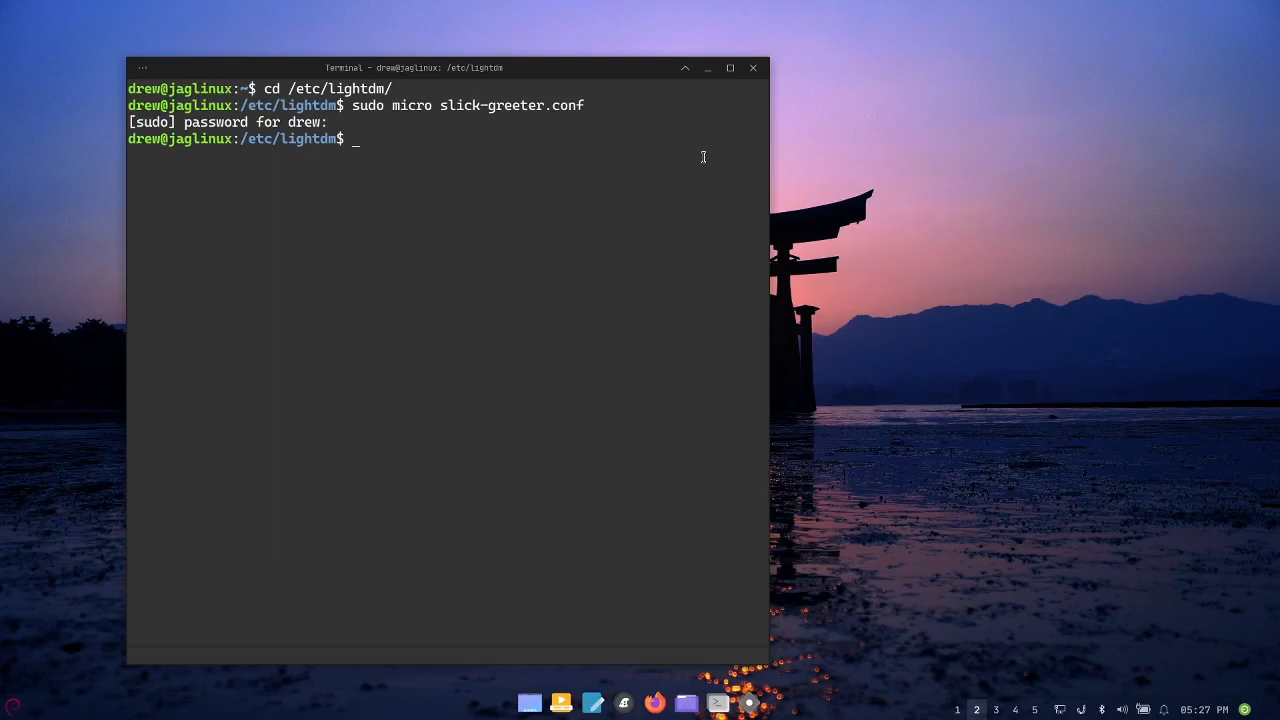 Terminal - drew@jaglinux: /etc/lightdm
drew@jaglinux:~$ cd /etc/lightdm/
drew@jaglinux:/etc/lightdm$ sudo micro slick-greeter.conf
[sudo] password for drew:
drew@jaglinux:/etc/lightdm$ _
1 2 3 4 5 05:27 PM